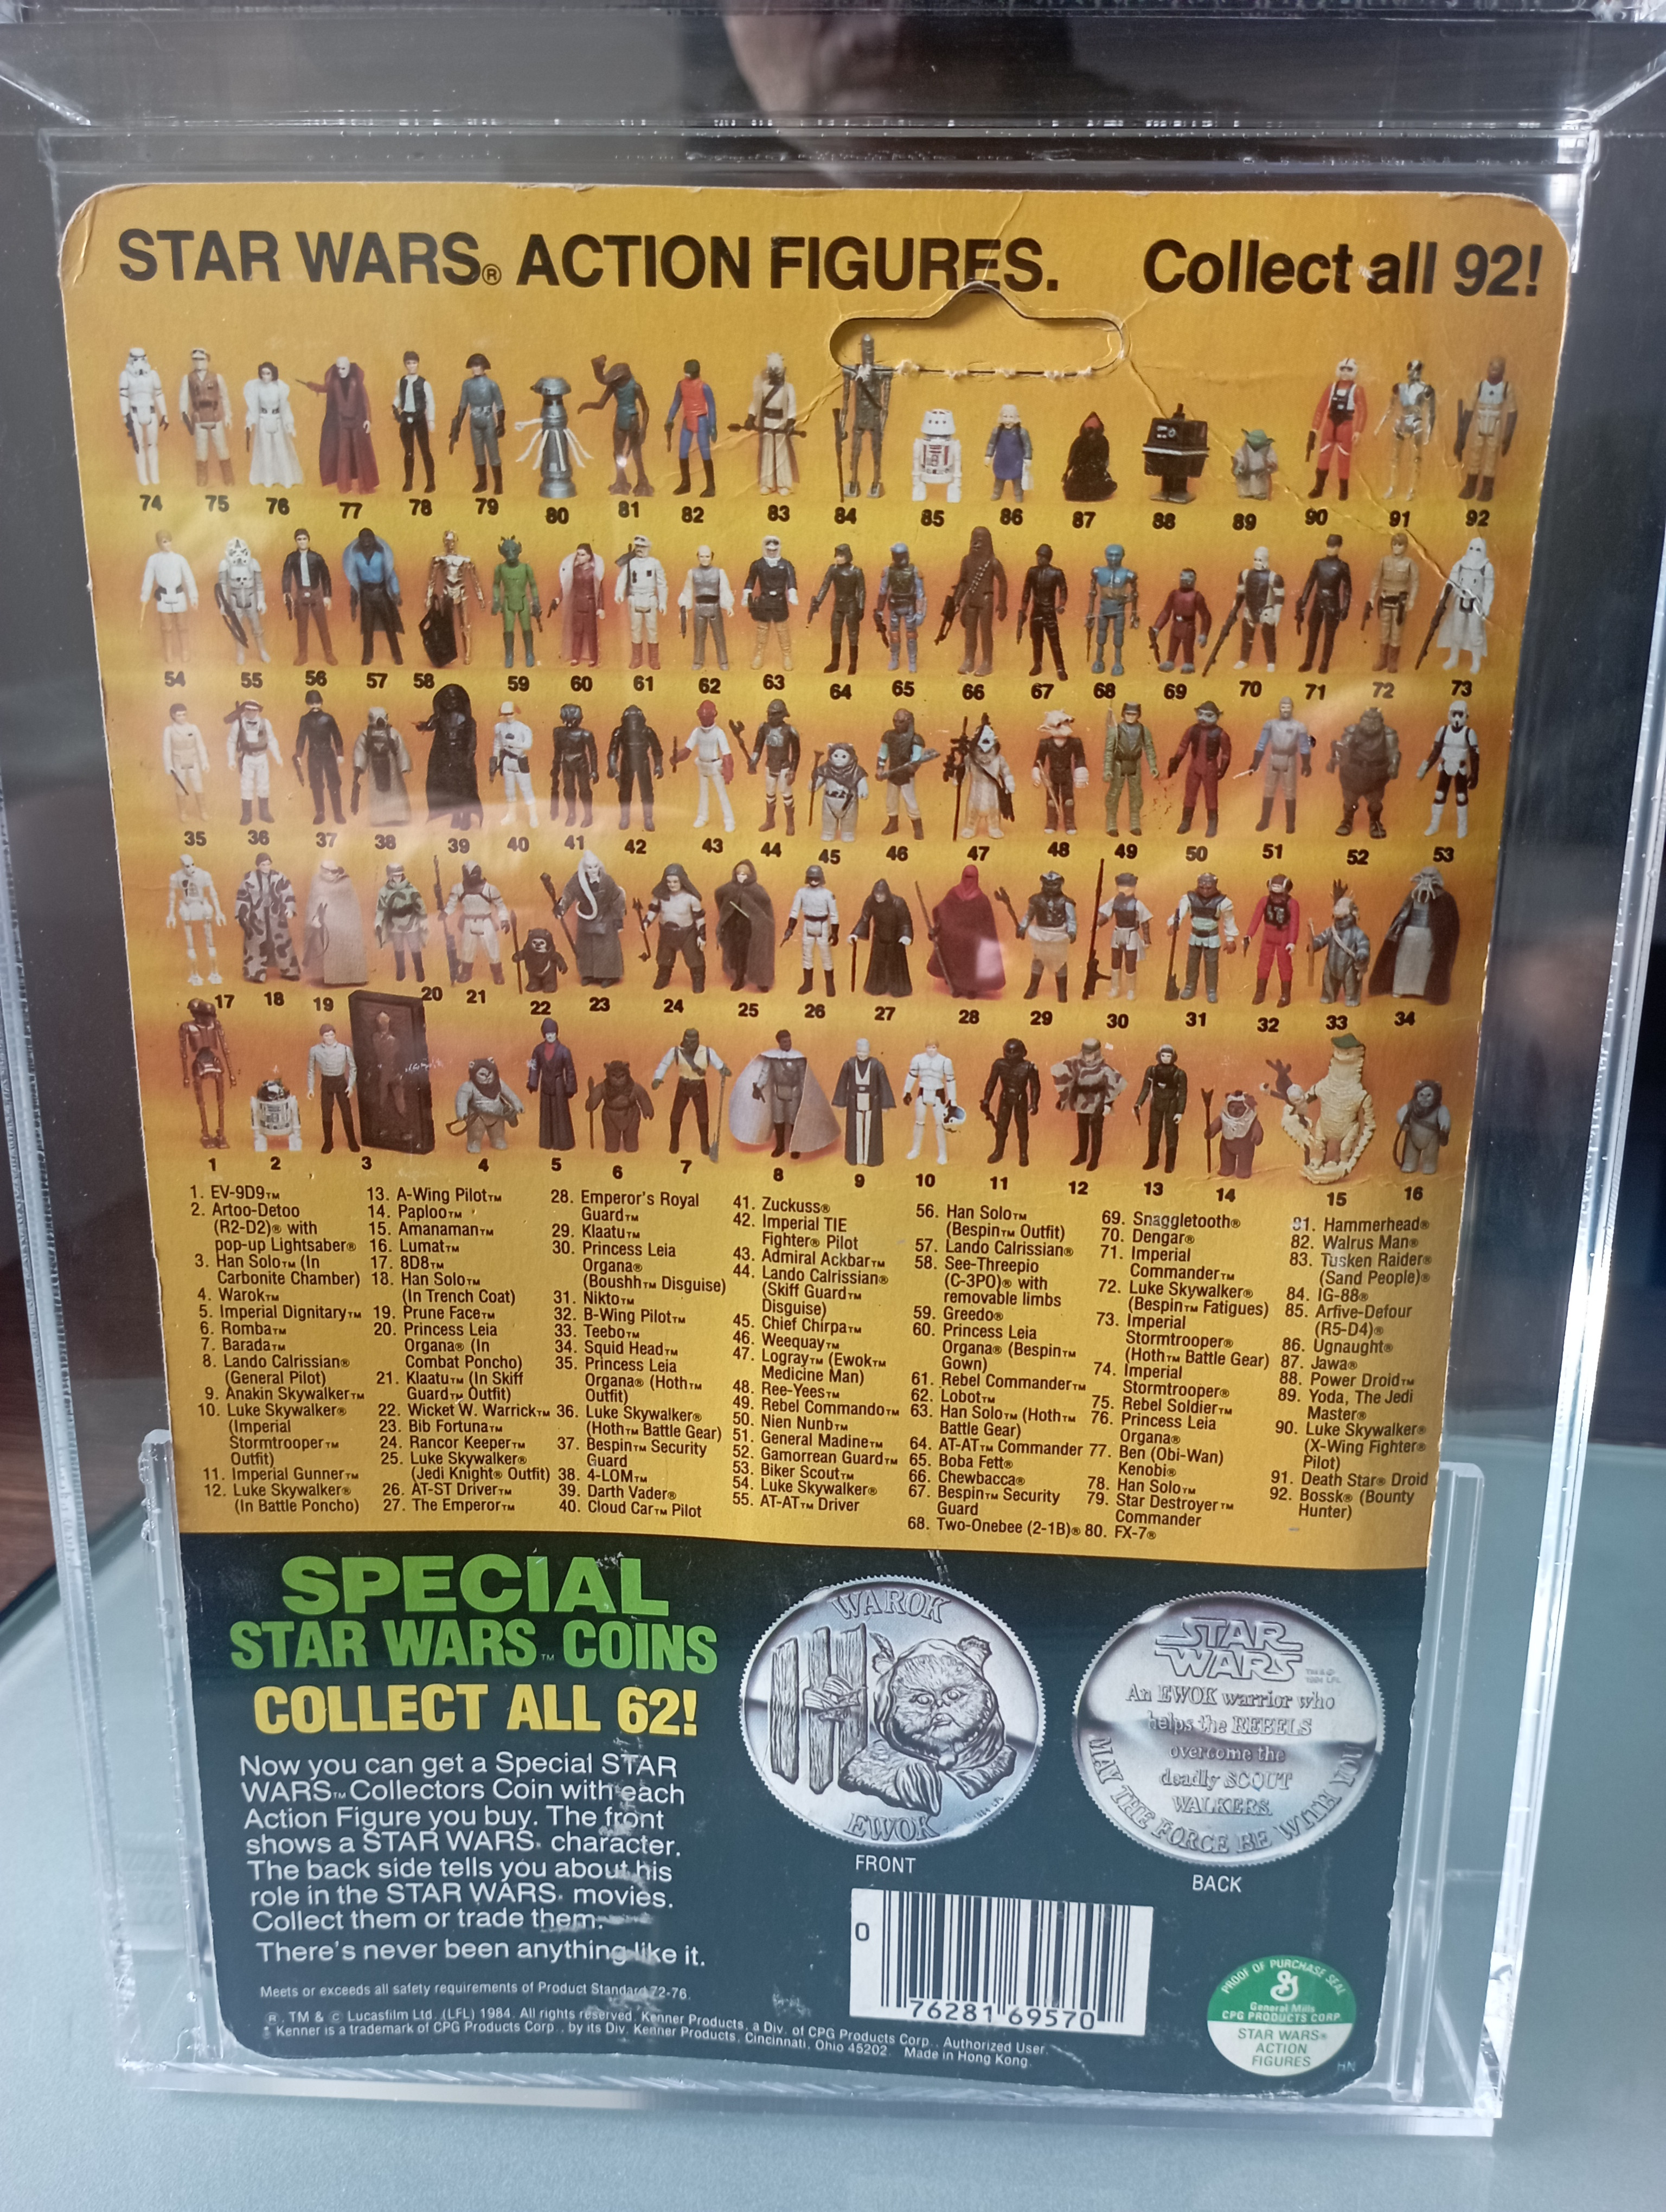 STAR WARS® ACTION FIGURES. Collect all 92!
74 75 76 77 78 79 80 81 82 83 84 85 86 87 88 89 90 91 92
54 55 56 57 58 59 60 61 62 63 64 65 66 67 68 69 70 71 72 73
35 36 37 38 39 40 41 42 43 44 45 46 47 48 49 50 51 52 53
17 18 19 20 21 22 23 24 25 26 27 28 29 30 31 32 33 34
1 2 3 4 5 6 7 8 9 10 11 12 13 14 15 16
1. EV-9D9™
2. Artoo-Detoo
(R2-D2)® with
pop-up Lightsaber®
3. Han Solo™ (In
Carbonite Chamber)
4. Warok™
5. Imperial Dignitary™
6. Romba™
7. Barada™
8. Lando Calrissian®
(General Pilot)
9. Anakin Skywalker™
10. Luke Skywalker®
(Imperial
Stormtrooper™
Outfit)
11. Imperial Gunner™
12. Luke Skywalker®
(In Battle Poncho)
13. A-Wing Pilot™
14. Paploo™
15. Amanaman™
16. Lumat™
17. 8D8™
18. Han Solo™
(In Trench Coat)
19. Prune Face™
20. Princess Leia
Organa® (In
Combat Poncho)
21. Klaatu™ (In Skiff
Guard™ Outfit)
22. Wicket W. Warrick™
23. Bib Fortuna™
24. Rancor Keeper™
25. Luke Skywalker®
(Jedi Knight® Outfit)
26. AT-ST Driver™
27. The Emperor™
28. Emperor's Royal
Guard™
29. Klaatu™
30. Princess Leia
Organa®
(Boushh™ Disguise)
31. Nikto™
32. B-Wing Pilot™
33. Teebo™
34. Squid Head™
35. Princess Leia
Organa® (Hoth™
Outfit)
36. Luke Skywalker®
(Hoth™ Battle Gear)
37. Bespin™ Security
Guard
38. 4-LOM™
39. Darth Vader®
40. Cloud Car™ Pilot
41. Zuckuss®
42. Imperial TIE
Fighter® Pilot
43. Admiral Ackbar™
44. Lando Calrissian®
(Skiff Guard™
Disguise)
45. Chief Chirpa™
46. Weequay™
47. Logray™ (Ewok™
Medicine Man)
48. Ree-Yees™
49. Rebel Commando™
50. Nien Nunb™
51. General Madine™
52. Gamorrean Guard™
53. Biker Scout™
54. Luke Skywalker®
55. AT-AT™ Driver
56. Han Solo™
(Bespin™ Outfit)
57. Lando Calrissian®
58. See-Threepio
(C-3PO)® with
removable limbs
59. Greedo®
60. Princess Leia
Organa® (Bespin™
Gown)
61. Rebel Commander™
62. Lobot™
63. Han Solo™ (Hoth™
Battle Gear)
64. AT-AT™ Commander
65. Boba Fett®
66. Chewbacca®
67. Bespin™ Security
Guard
68. Two-Onebee (2-1B)®
69. Snaggletooth®
70. Dengar®
71. Imperial
Commander™
72. Luke Skywalker®
(Bespin™ Fatigues)
73. Imperial
Stormtrooper®
(Hoth™ Battle Gear)
74. Imperial
Stormtrooper®
75. Rebel Soldier™
76. Princess Leia
Organa®
77. Ben (Obi-Wan)
Kenobi®
78. Han Solo™
79. Star Destroyer™
Commander
80. FX-7®
81. Hammerhead®
82. Walrus Man®
83. Tusken Raider®
(Sand People)®
84. IG-88®
85. Arfive-Defour
(R5-D4)®
86. Ugnaught®
87. Jawa®
88. Power Droid™
89. Yoda, The Jedi
Master®
90. Luke Skywalker®
(X-Wing Fighter®
Pilot)
91. Death Star® Droid
92. Bossk® (Bounty
Hunter)
SPECIAL
STAR WARS™ COINS
COLLECT ALL 62!
Now you can get a Special STAR
WARS™ Collectors Coin with each
Action Figure you buy. The front
shows a STAR WARS® character.
The back side tells you about his
role in the STAR WARS® movies.
Collect them or trade them.
There's never been anything like it.
WAROK
EWOK
FRONT
STAR
WARS
An EWOK warrior who
helps the REBELS
overcome the
deadly SCOUT
WALKERS.
MAY THE FORCE BE WITH YOU
BACK
0 76281 69570
PROOF OF PURCHASE SEAL
General Mills
CPG PRODUCTS CORP.
STAR WARS®
ACTION
FIGURES
HN
Meets or exceeds all safety requirements of Product Standard 72-76.
®, TM & © Lucasfilm Ltd. (LFL) 1984. All rights reserved. Kenner Products, a Div. of CPG Products Corp., Authorized User.
Kenner is a trademark of CPG Products Corp., by its Div. Kenner Products, Cincinnati, Ohio 45202. Made in Hong Kong.